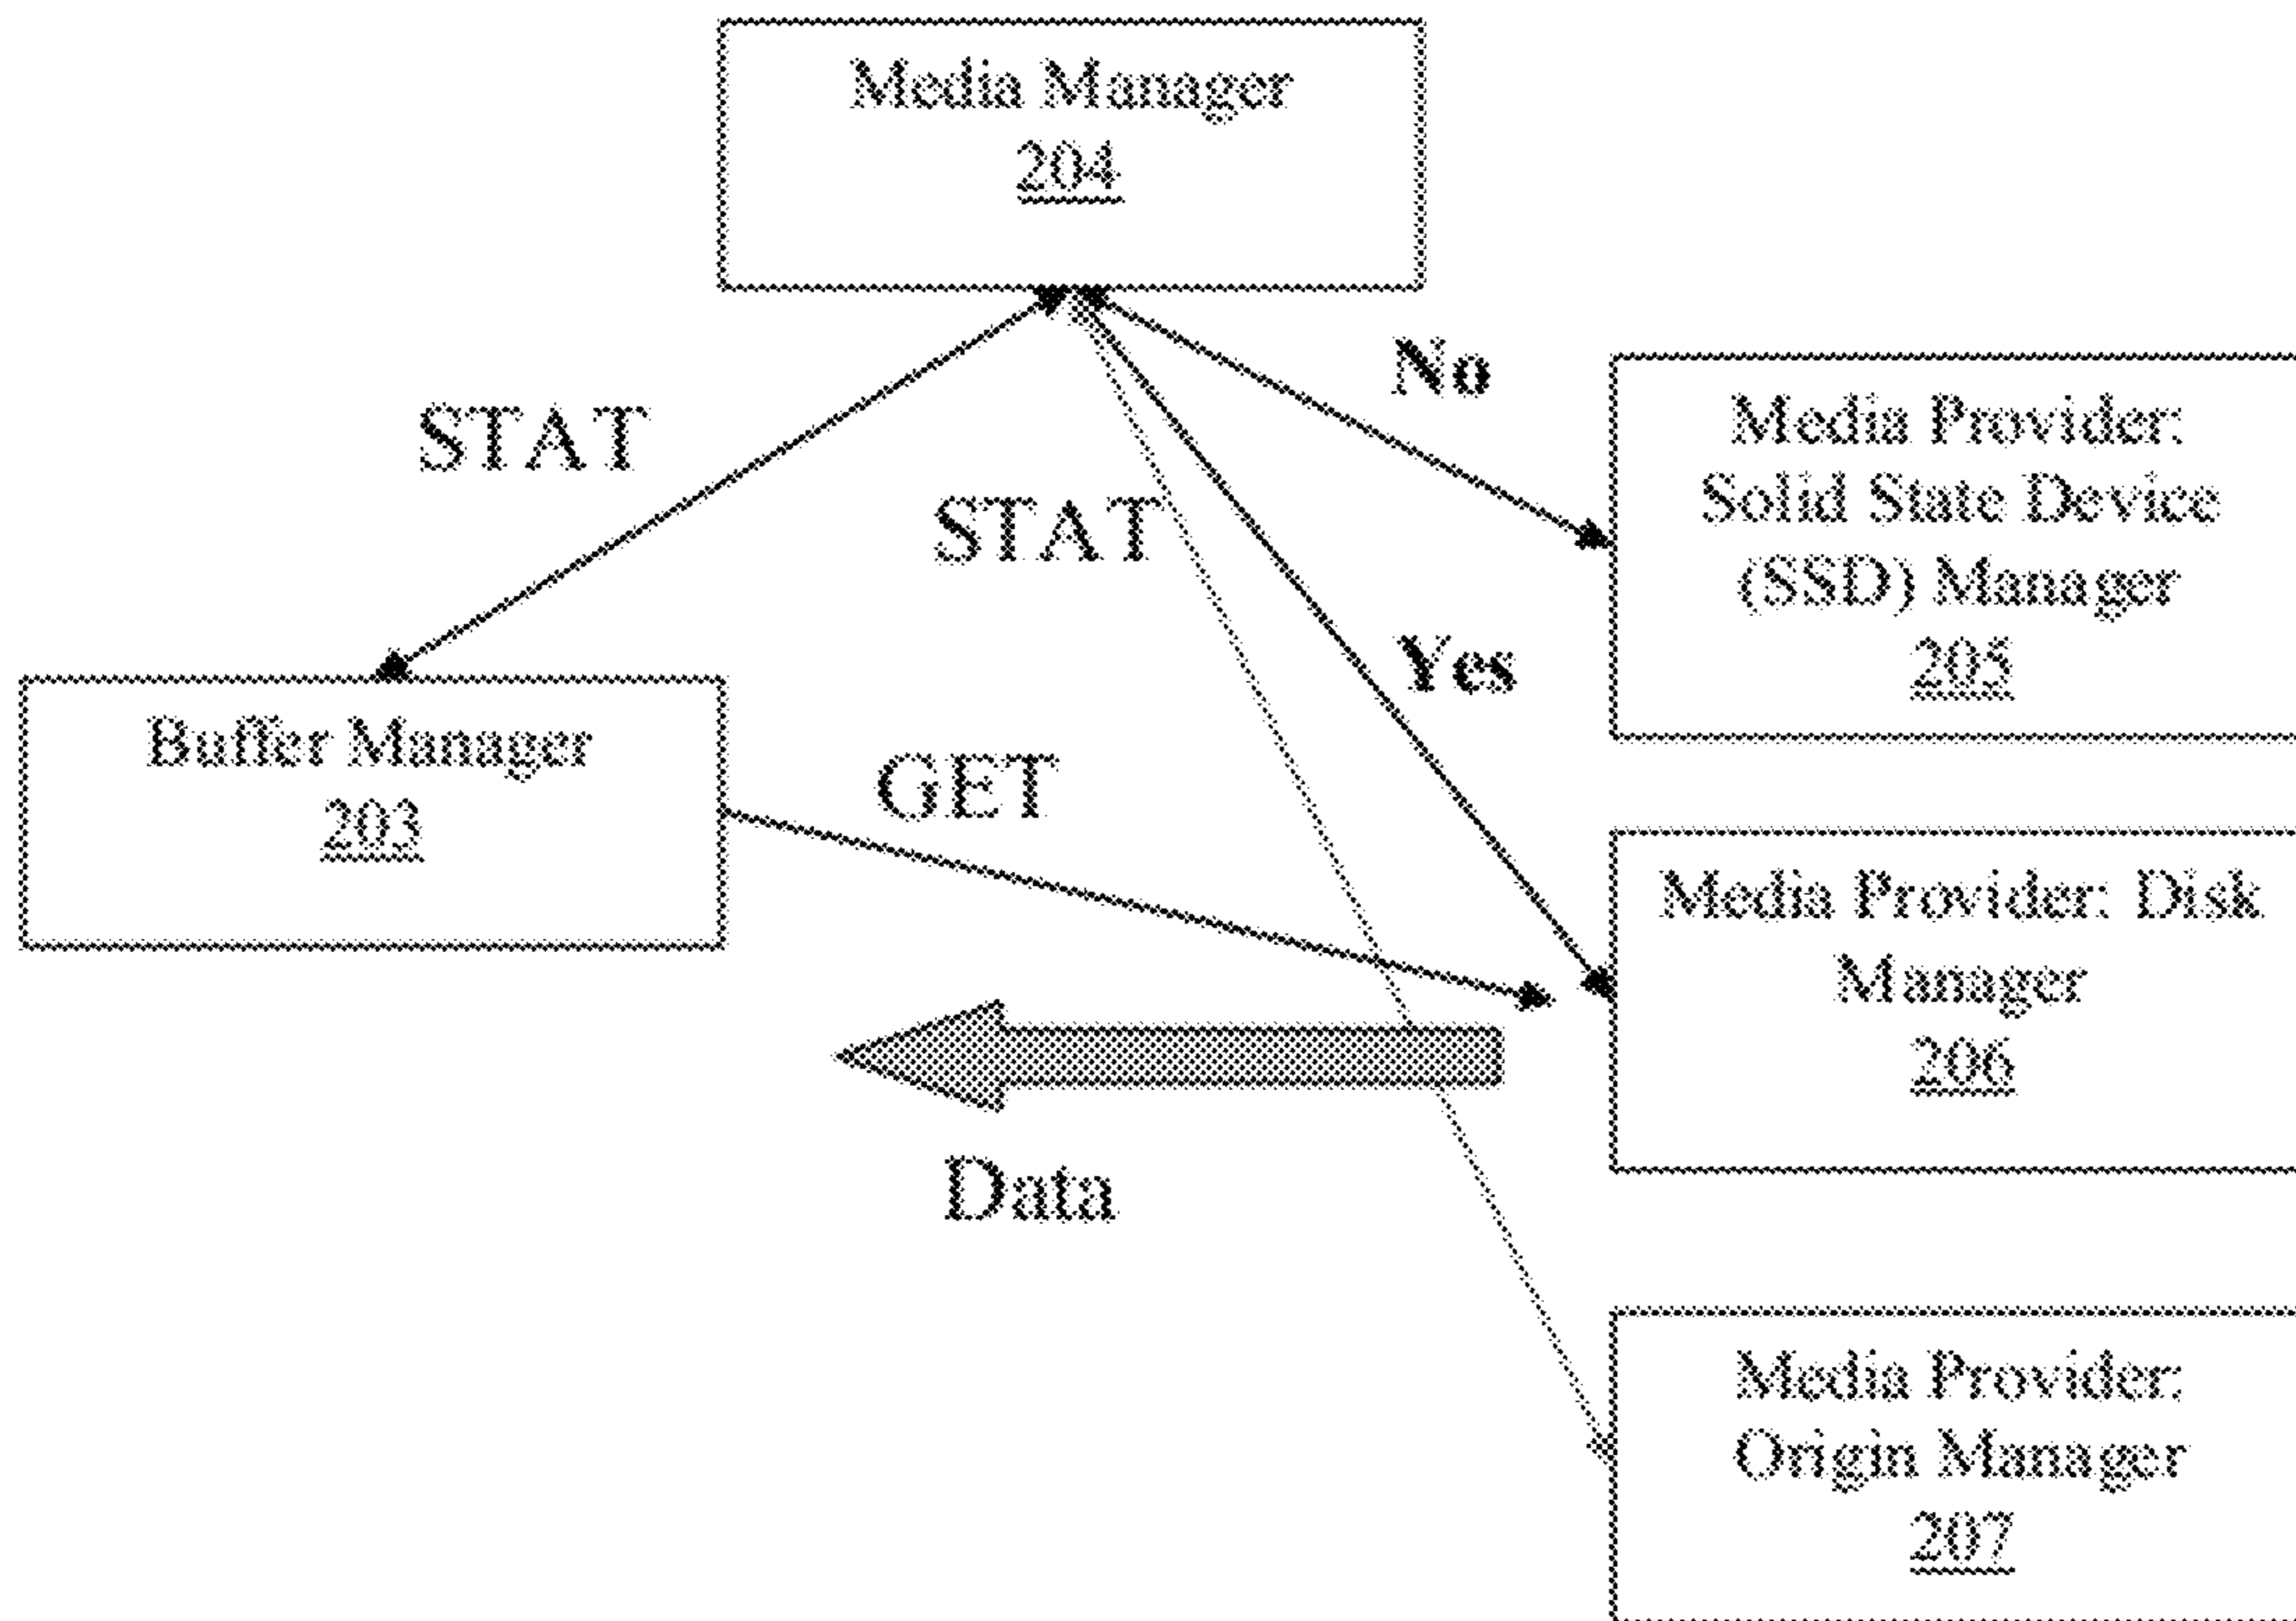 Media Manager
204
No
STAT
Media Provider:
Solid State Device
(SSD) Manager
205
STAT
Yes
Buffer Manager
203
GET
Media Provider: Disk
Manager
206
Data
Media Provider:
Origin Manager
207